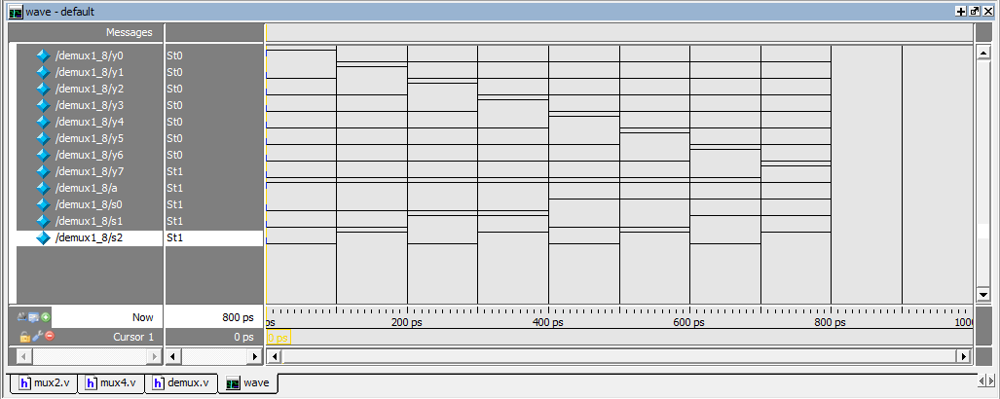 wave - default
Messages
/demux1_8/y0 St0
/demux1_8/y1 St0
/demux1_8/y2 St0
/demux1_8/y3 St0
/demux1_8/y4 St0
/demux1_8/y5 St0
/demux1_8/y6 St0
/demux1_8/y7 St1
/demux1_8/a St1
/demux1_8/s0 St1
/demux1_8/s1 St1
/demux1_8/s2 St1
Now 800 ps ps 200 ps 400 ps 600 ps 800 ps 1000
Cursor 1 0 ps 0 ps
mux2.v mux4.v demux.v wave